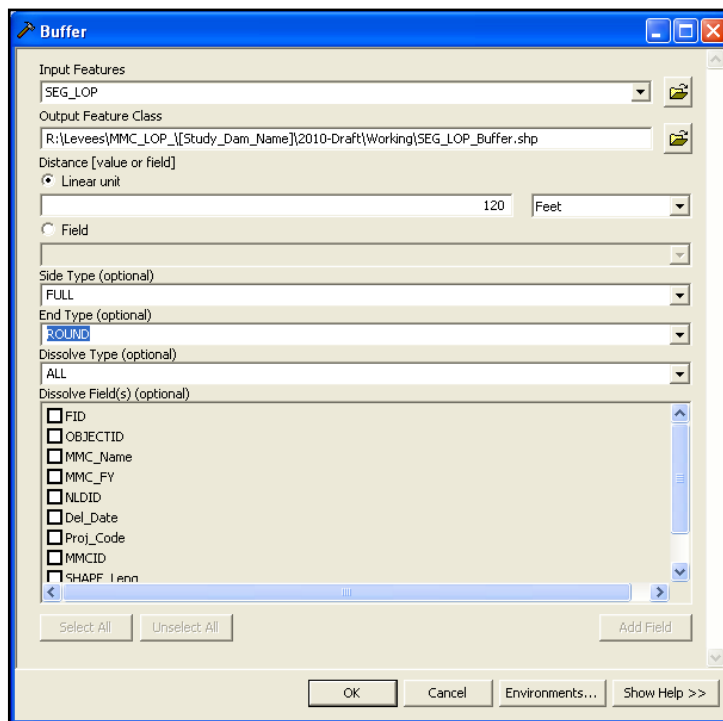 Buffer
Input Features
SEG_LOP
Output Feature Class
R:\Levees\MMC_LOP_\[Study_Dam_Name]\2010-Draft\Working\SEG_LOP_Buffer.shp
Distance [value or field]
Linear unit
120 Feet
Field
Side Type (optional)
FULL
End Type (optional)
ROUND
Dissolve Type (optional)
ALL
Dissolve Field(s) (optional)
FID
OBJECTID
MMC_Name
MMC_FY
NLDID
Del_Date
Proj_Code
MMCID
SHAPE_Leng
Select All Unselect All Add Field
OK Cancel Environments... Show Help >>